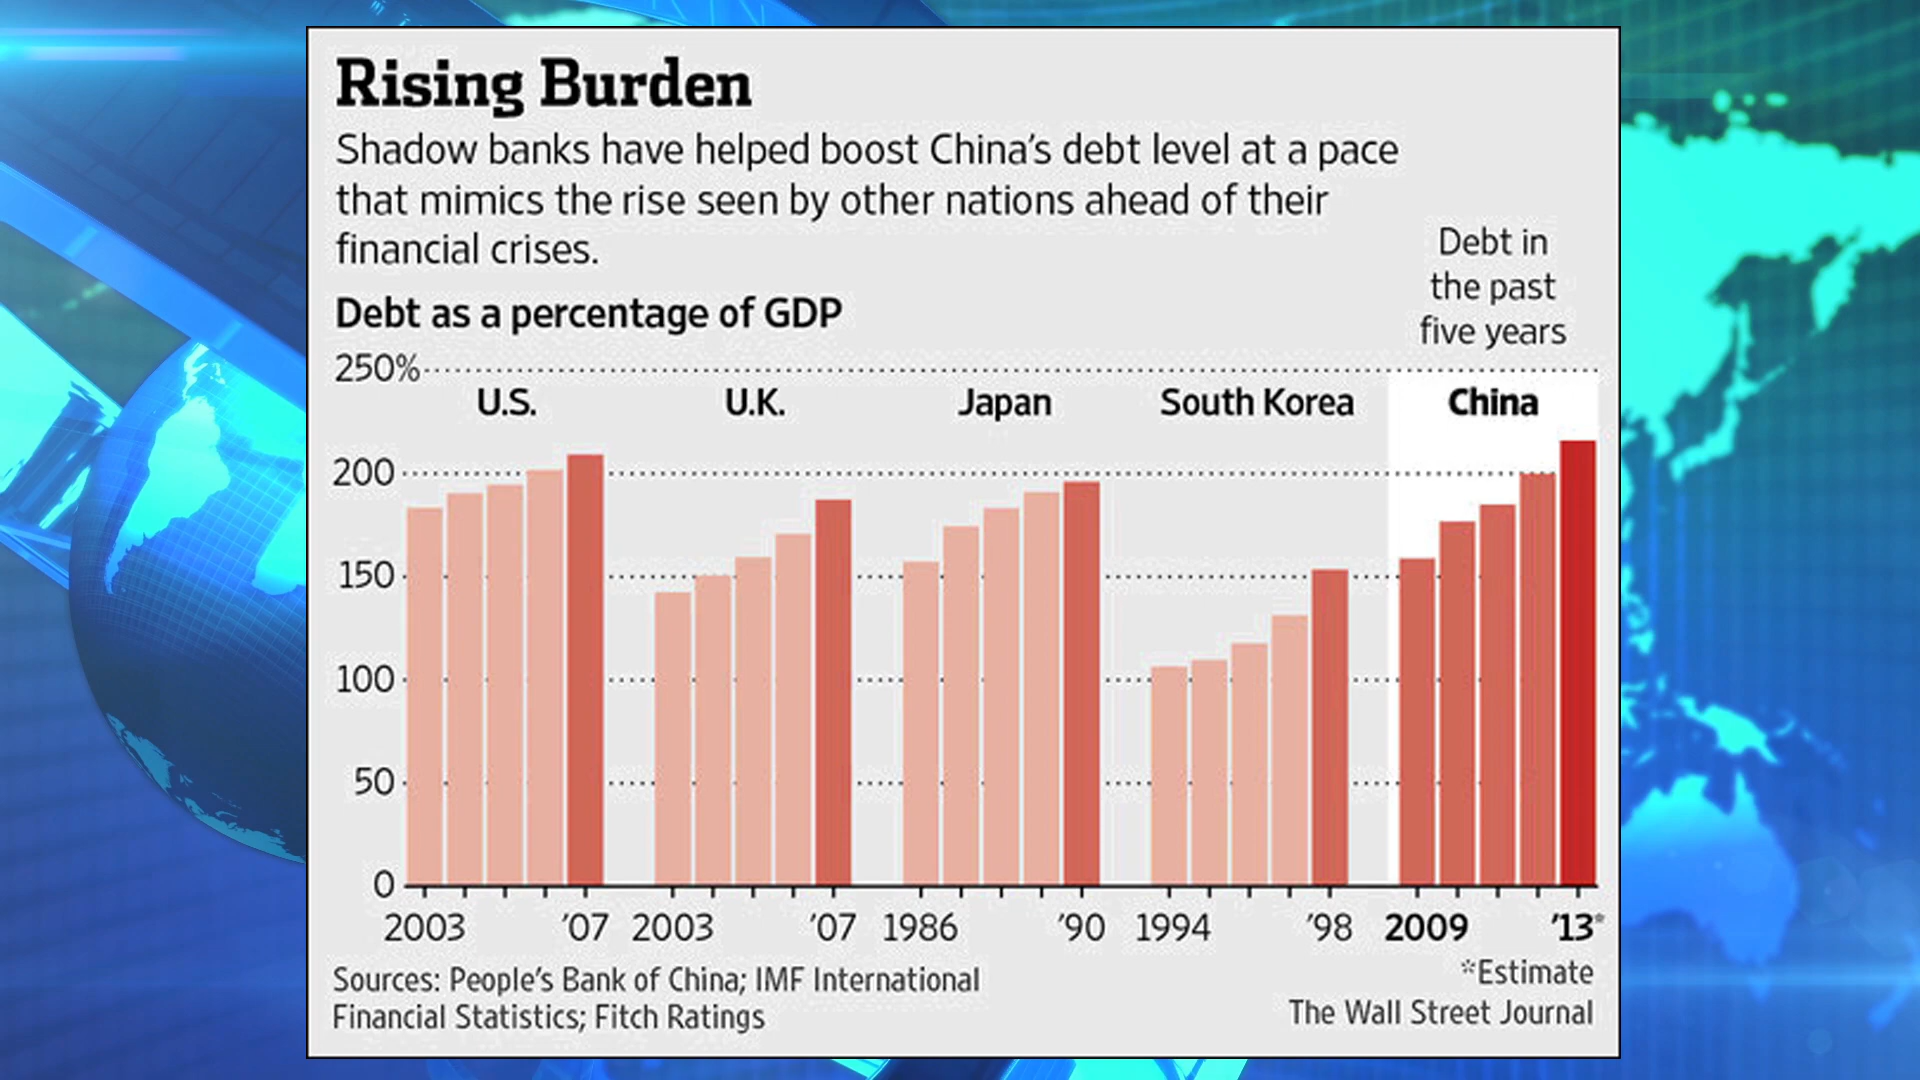 Rising Burden
Shadow banks have helped boost China's debt level at a pace
that mimics the rise seen by other nations ahead of their
financial crises.
Debt in
the past
five years
Debt as a percentage of GDP
250%
U.S. U.K. Japan South Korea China
200
150
100
50
0
2003 '07 2003 '07 1986 '90 1994 '98 2009 '13*
Sources: People's Bank of China; IMF International
Financial Statistics; Fitch Ratings
*Estimate
The Wall Street Journal